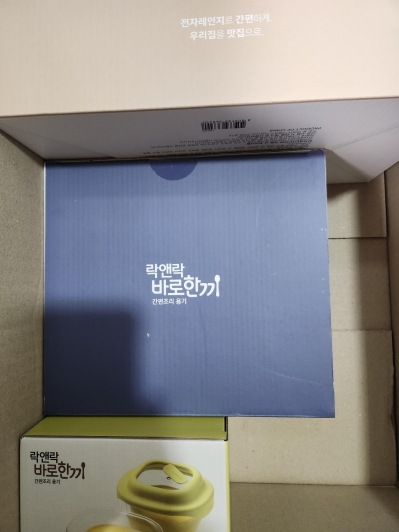 전자레인지로 간편하게.
우리집을 맛집으로.
락앤락
바로한끼
간편조리 용기
락앤락
바로한끼
간편조리 용기